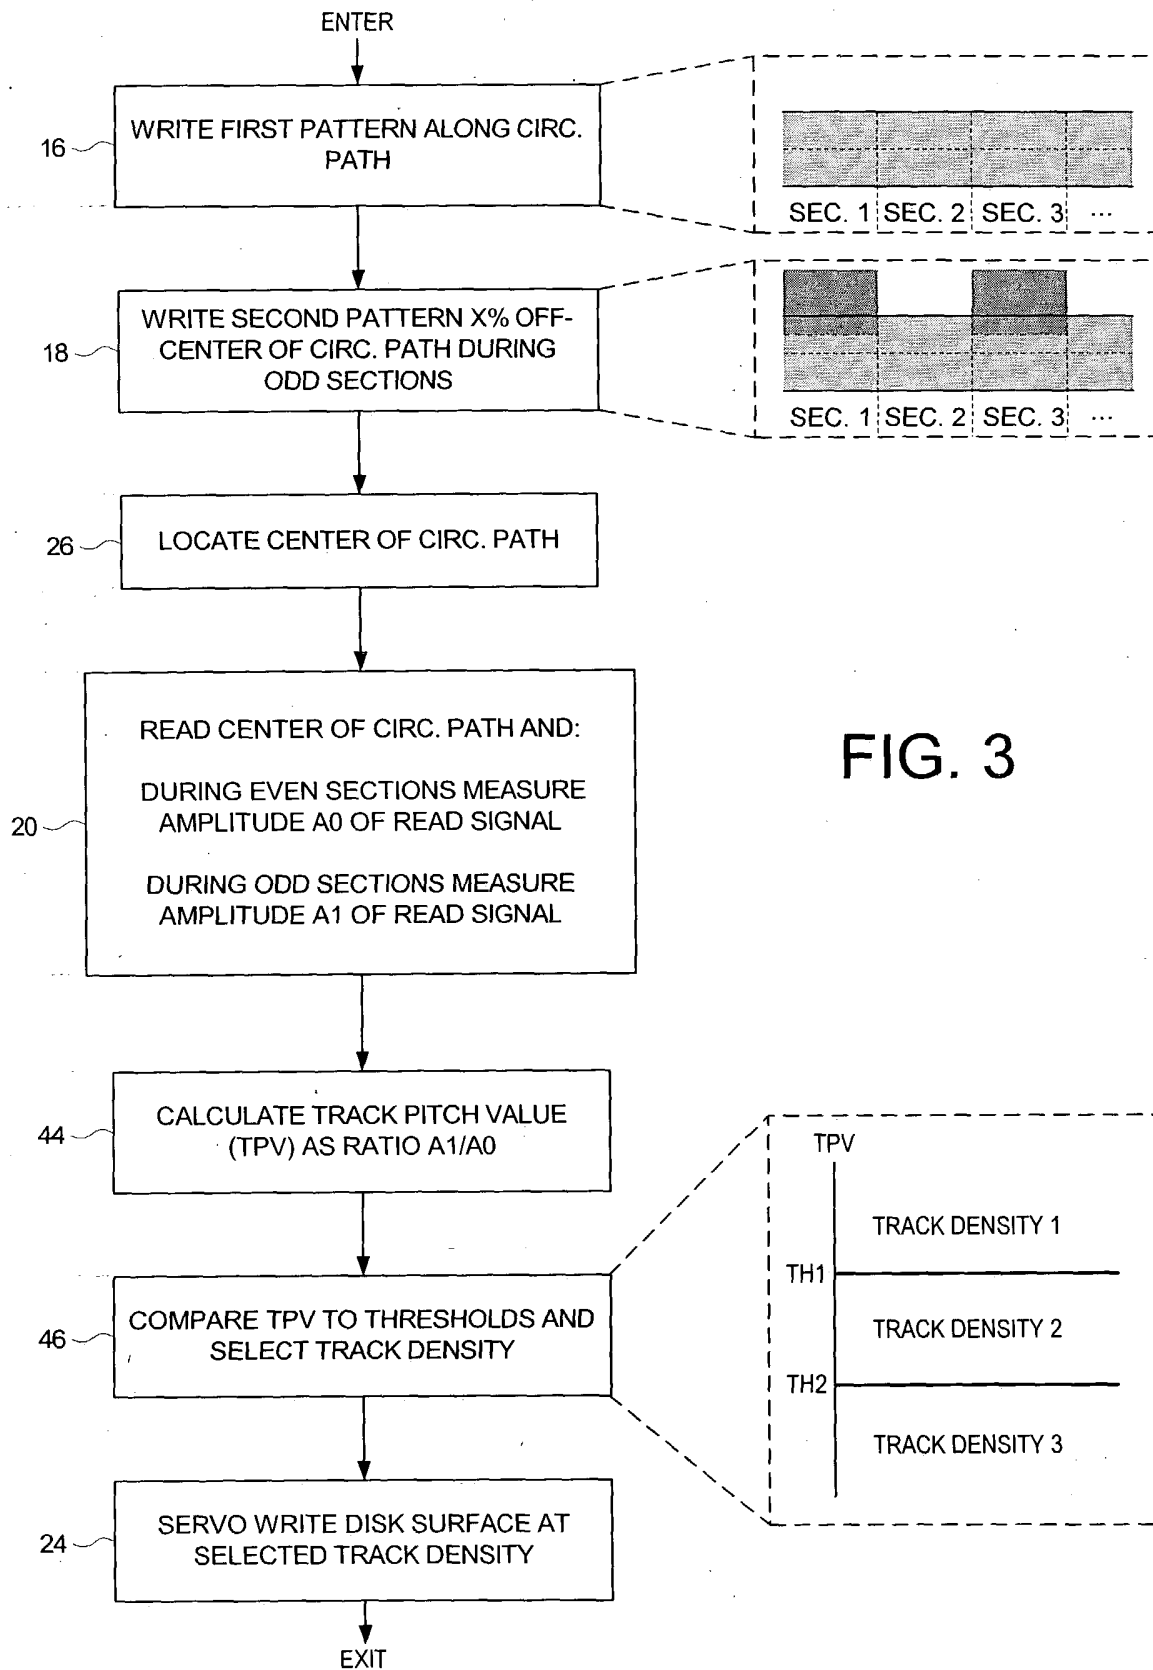 ENTER
16
WRITE FIRST PATTERN ALONG CIRC.
PATH
SEC. 1 SEC. 2 SEC. 3 ...
18
WRITE SECOND PATTERN X% OFF-
CENTER OF CIRC. PATH DURING
ODD SECTIONS
SEC. 1 SEC. 2 SEC. 3 ...
26
LOCATE CENTER OF CIRC. PATH
20
READ CENTER OF CIRC. PATH AND:
DURING EVEN SECTIONS MEASURE
AMPLITUDE A0 OF READ SIGNAL
DURING ODD SECTIONS MEASURE
AMPLITUDE A1 OF READ SIGNAL
FIG. 3
44
CALCULATE TRACK PITCH VALUE
(TPV) AS RATIO A1/A0
46
COMPARE TPV TO THRESHOLDS AND
SELECT TRACK DENSITY
TPV
TRACK DENSITY 1
TH1
TRACK DENSITY 2
TH2
TRACK DENSITY 3
24
SERVO WRITE DISK SURFACE AT
SELECTED TRACK DENSITY
EXIT